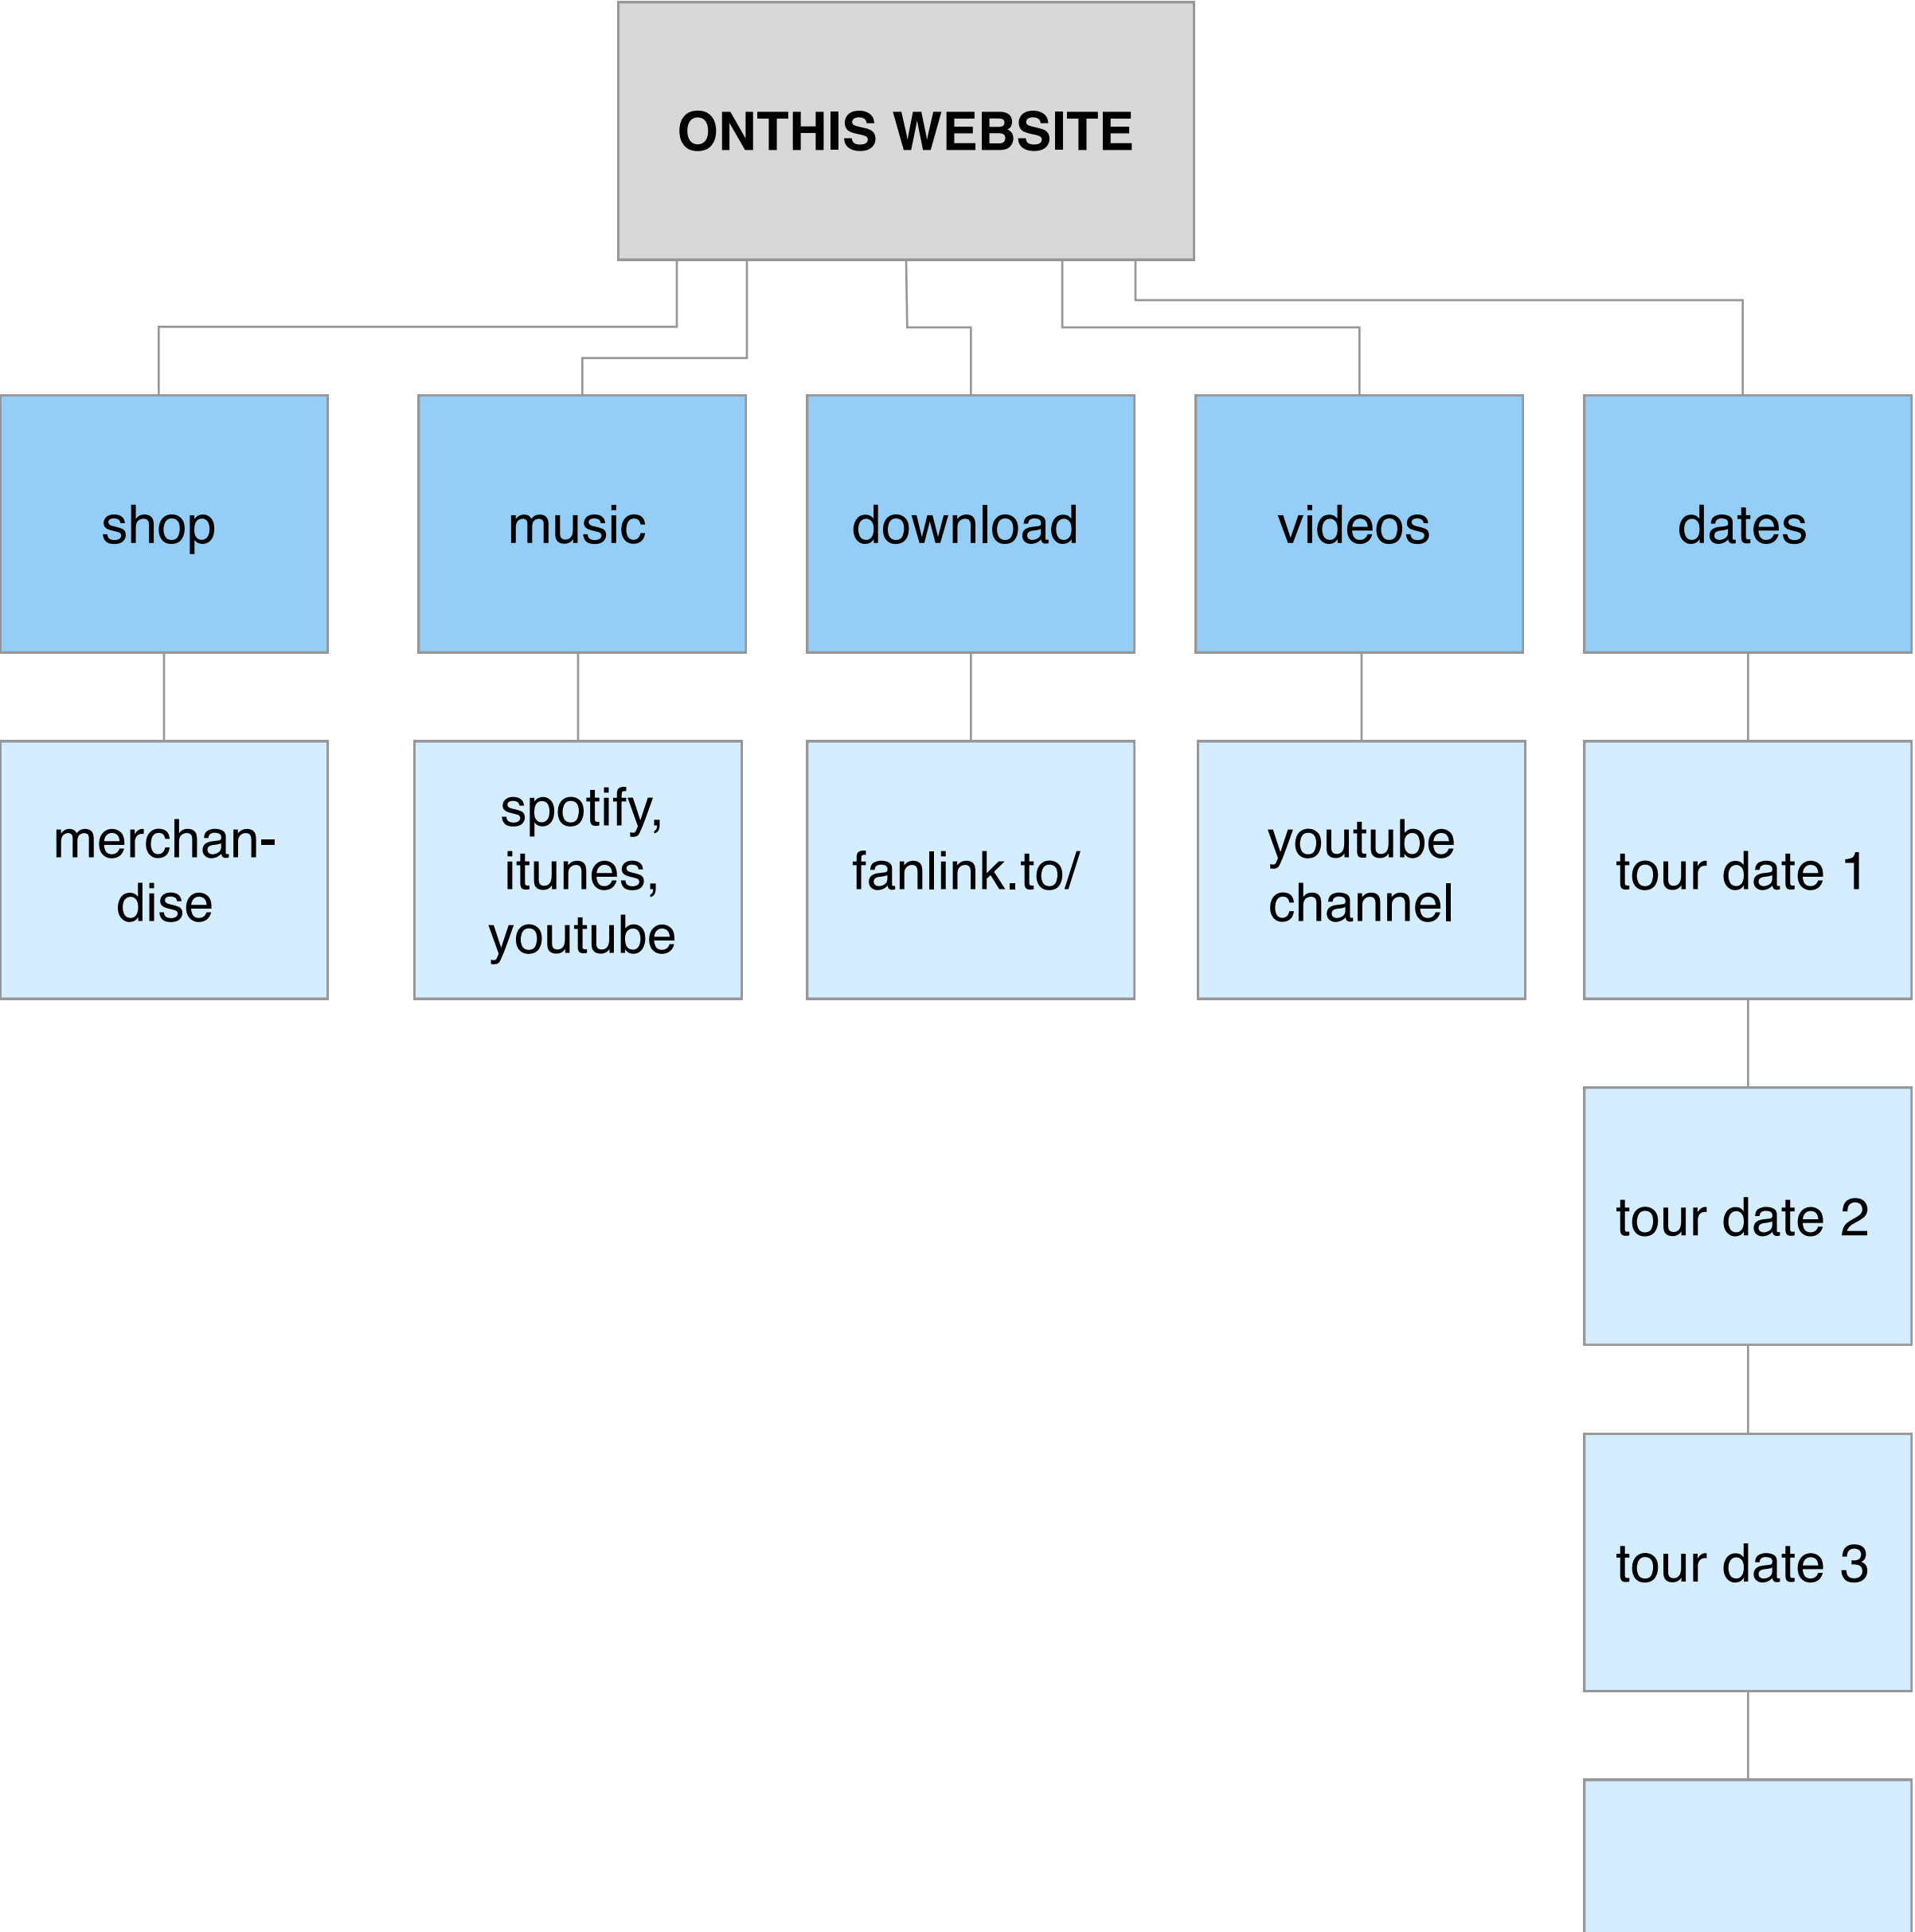 ONTHIS WEBSITE
shop
music
download
videos
dates
merchan-
dise
spotify,
itunes,
youtube
fanlink.to/
youtube
channel
tour date 1
tour date 2
tour date 3